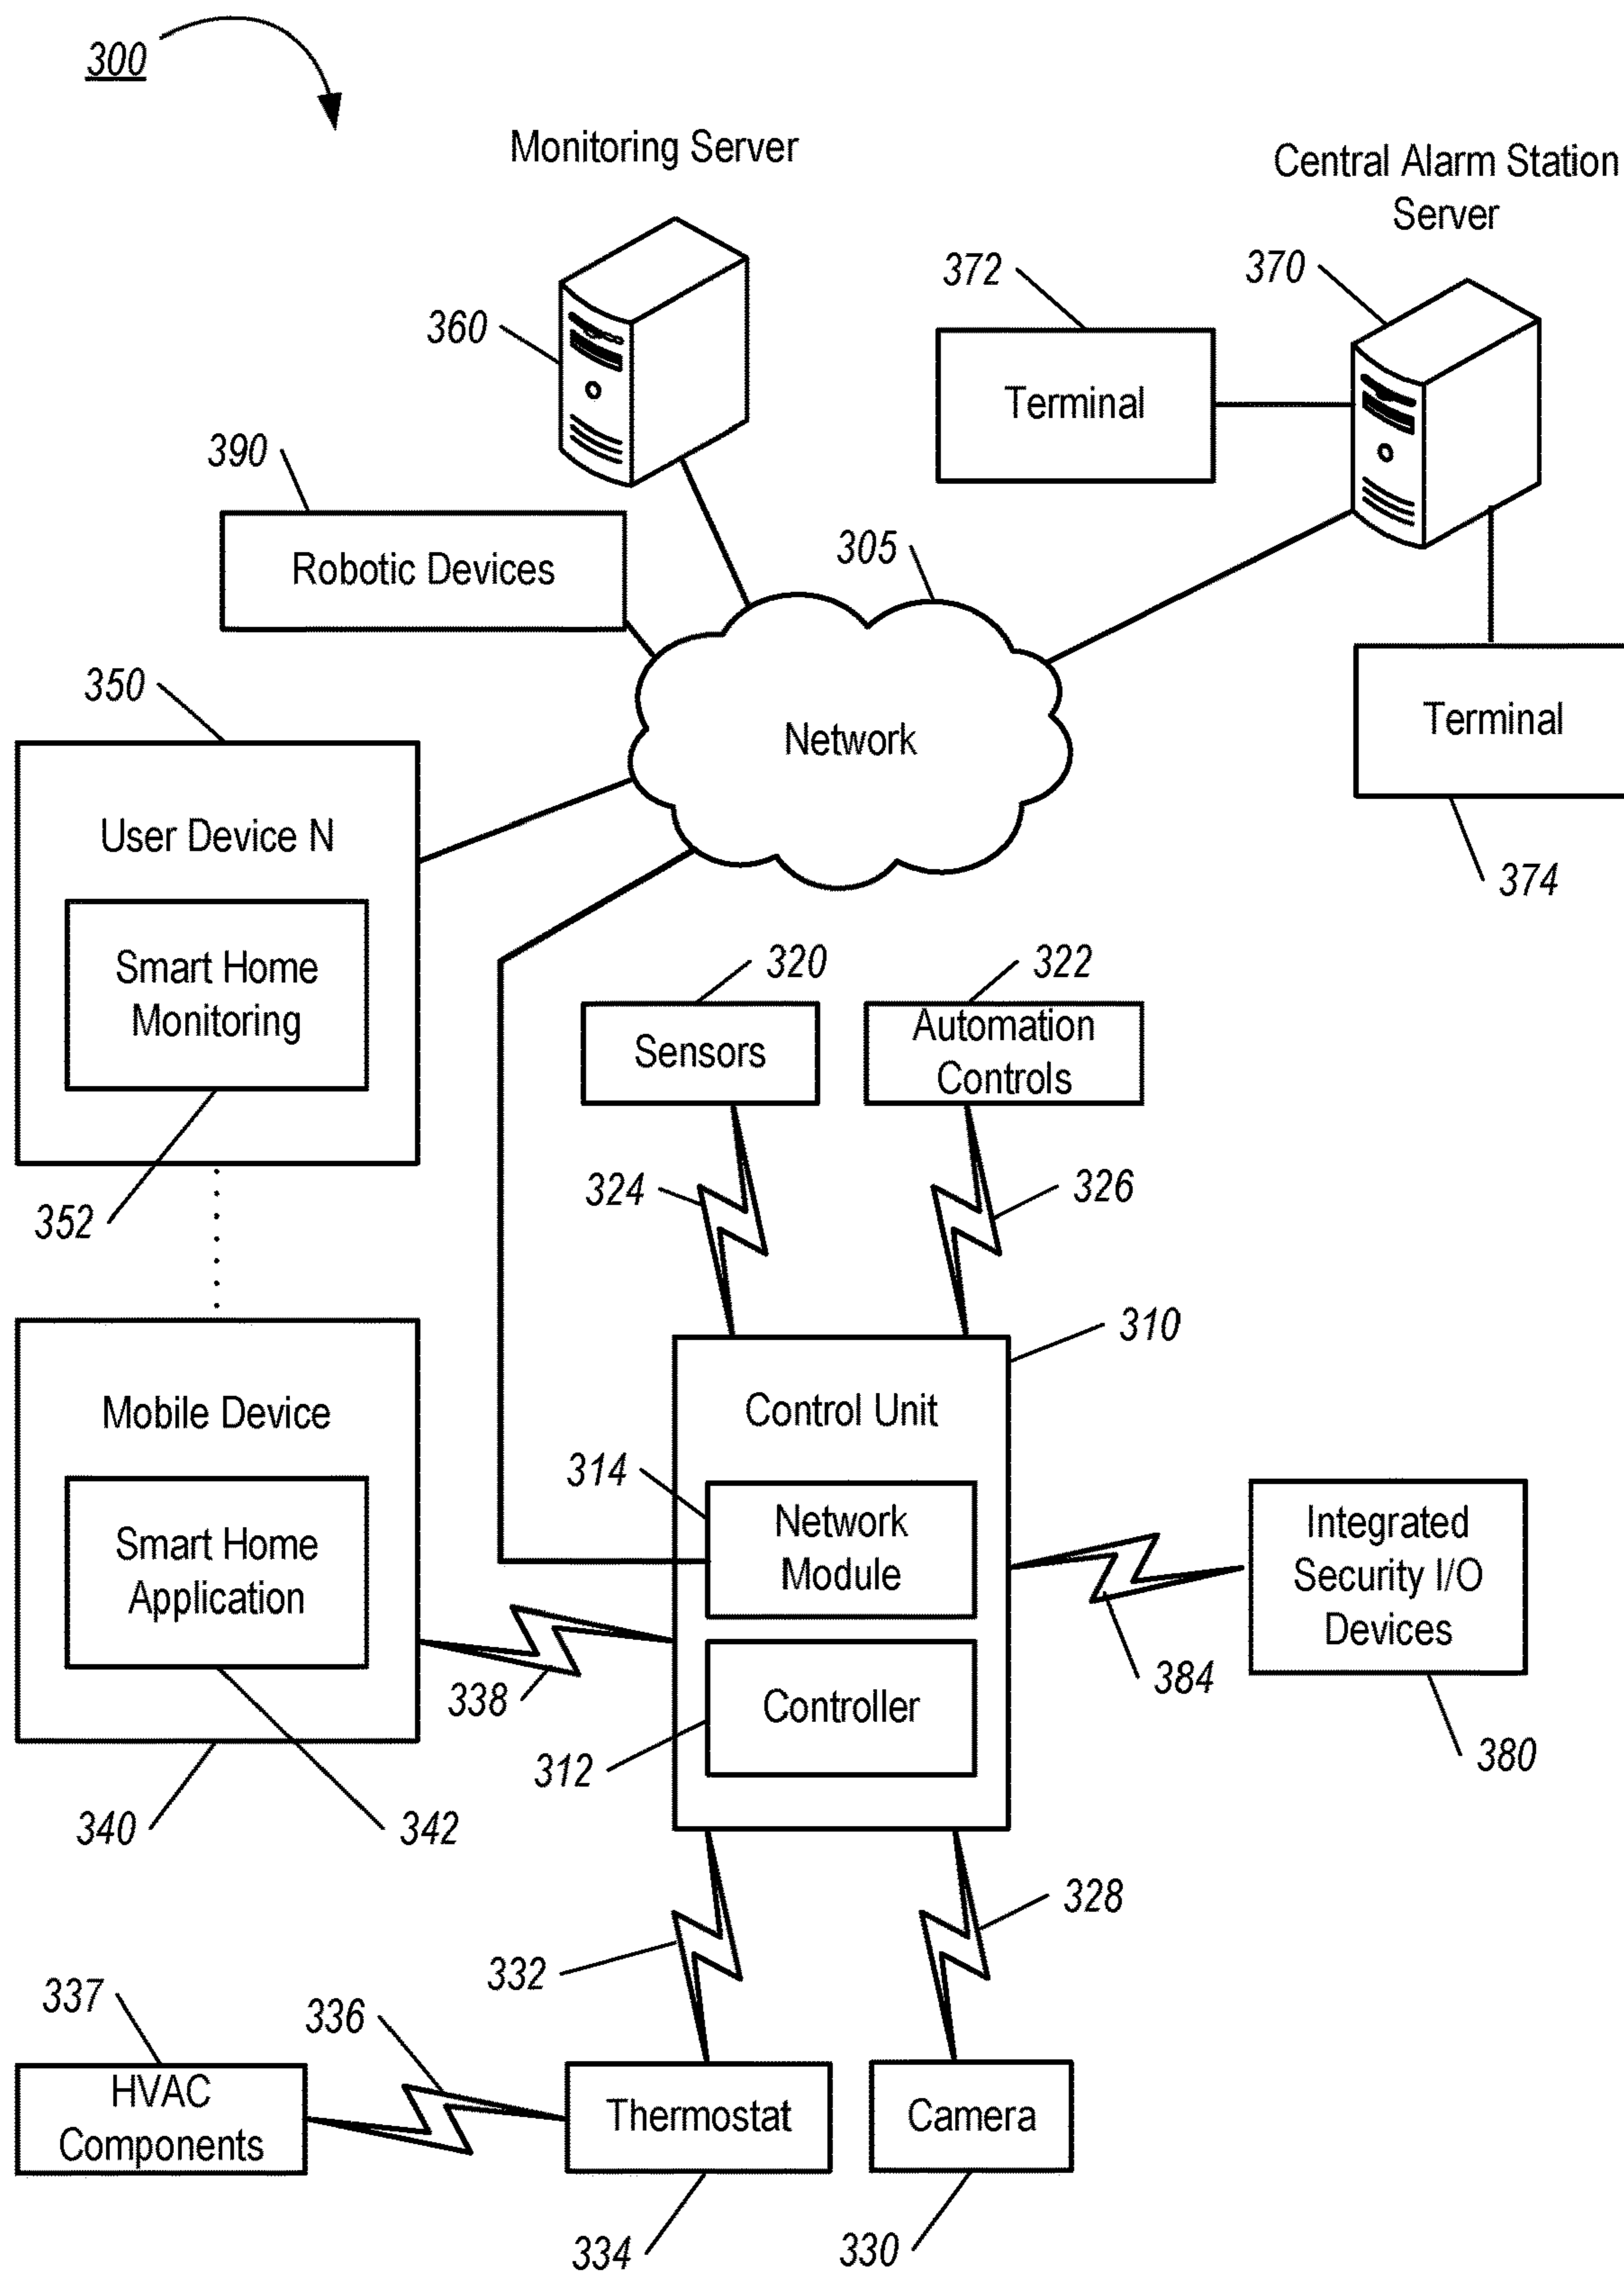 300
Monitoring Server
Central Alarm Station
Server
372
370
360
Terminal
390
305
Robotic Devices
350
Network
Terminal
User Device N
374
Smart Home
Monitoring
320
322
Sensors
Automation
Controls
352
324
326
310
Mobile Device
Control Unit
314
Smart Home
Application
Network
Module
Integrated
Security I/O
Devices
338
384
Controller
312
380
340
342
328
332
337
336
HVAC
Components
Thermostat
Camera
334
330